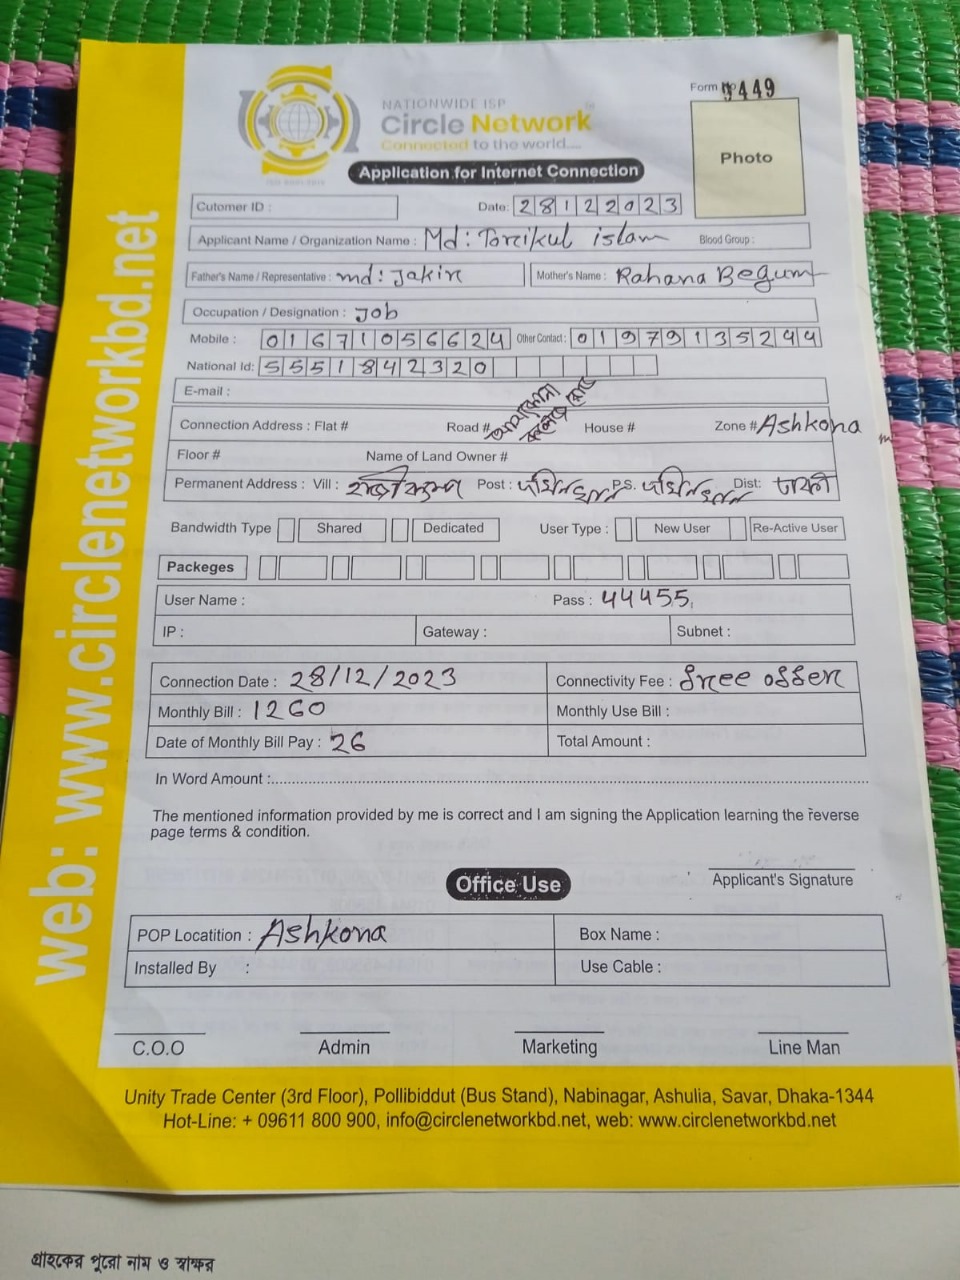 Form No 9449
NATIONWIDE ISP
Circle Network
Connected to the world....
Photo
Application for Internet Connection
Cutomer ID :
Date: 28122023
Applicant Name / Organization Name : Md: Torikul islam Blood Group :
Father's Name / Representative : md: Jakir Mother's Name : Rahana Begum
Occupation / Designation : Job
Mobile : 01671056624 Other Contact : 01979135244
National Id: 5551842320
E-mail :
Connection Address : Flat # Road # House # Zone # Ashkona
Floor # Name of Land Owner #
Permanent Address : Vill : Post : P.S. Dist:
Bandwidth Type Shared Dedicated User Type : New User Re-Active User
Packeges
User Name : Pass : 44455
IP : Gateway : Subnet :
Connection Date : 28/12/2023 Connectivity Fee : free offer
Monthly Bill : 1260 Monthly Use Bill :
Date of Monthly Bill Pay : 26 Total Amount :
In Word Amount :
The mentioned information provided by me is correct and I am signing the Application learning the reverse
page terms & condition.
Applicant's Signature
Office Use
POP Locatition : Ashkona Box Name :
Installed By : Use Cable :
C.O.O Admin Marketing Line Man
Unity Trade Center (3rd Floor), Pollibiddut (Bus Stand), Nabinagar, Ashulia, Savar, Dhaka-1344
Hot-Line: + 09611 800 900, info@circlenetworkbd.net, web: www.circlenetworkbd.net
web: www.circlenetworkbd.net
গ্রাহকের পুরো নাম ও স্বাক্ষর